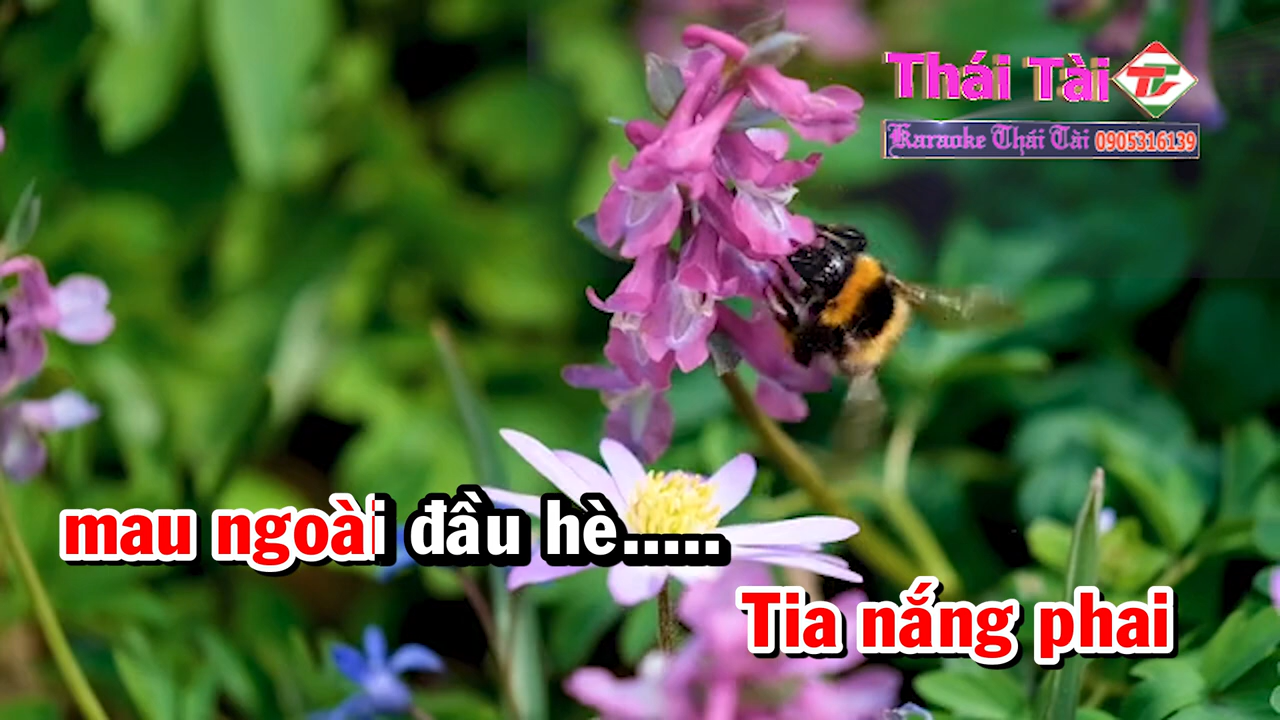 Thái Tài
Karaoke Thái Tài 0905316139
mau ngoài đầu hè.....
Tia nắng phai